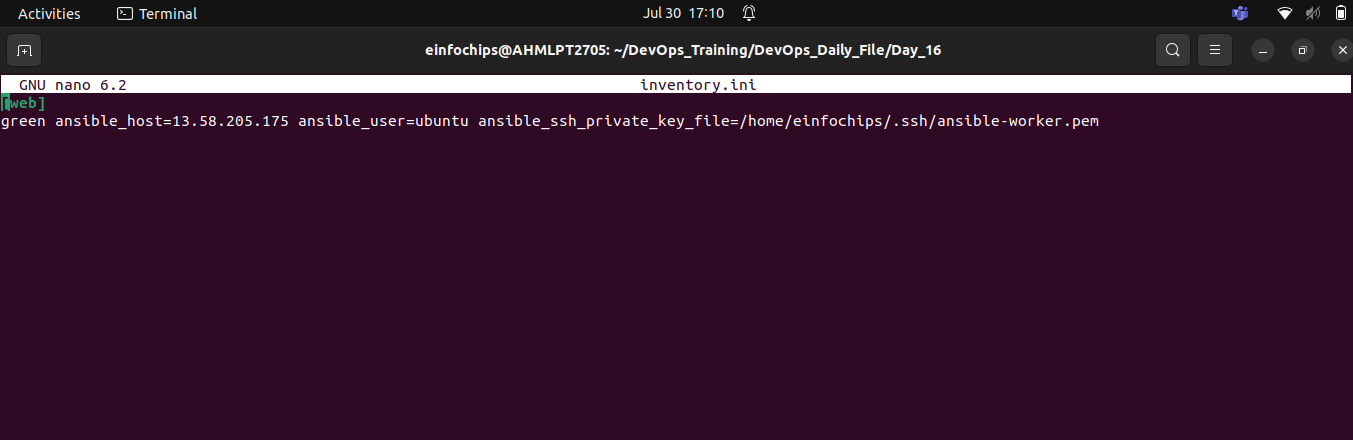 Activities Terminal Jul 30 17:10
einfochips@AHMLPT2705: ~/DevOps_Training/DevOps_Daily_File/Day_16
GNU nano 6.2 inventory.ini
[web]
green ansible_host=13.58.205.175 ansible_user=ubuntu ansible_ssh_private_key_file=/home/einfochips/.ssh/ansible-worker.pem